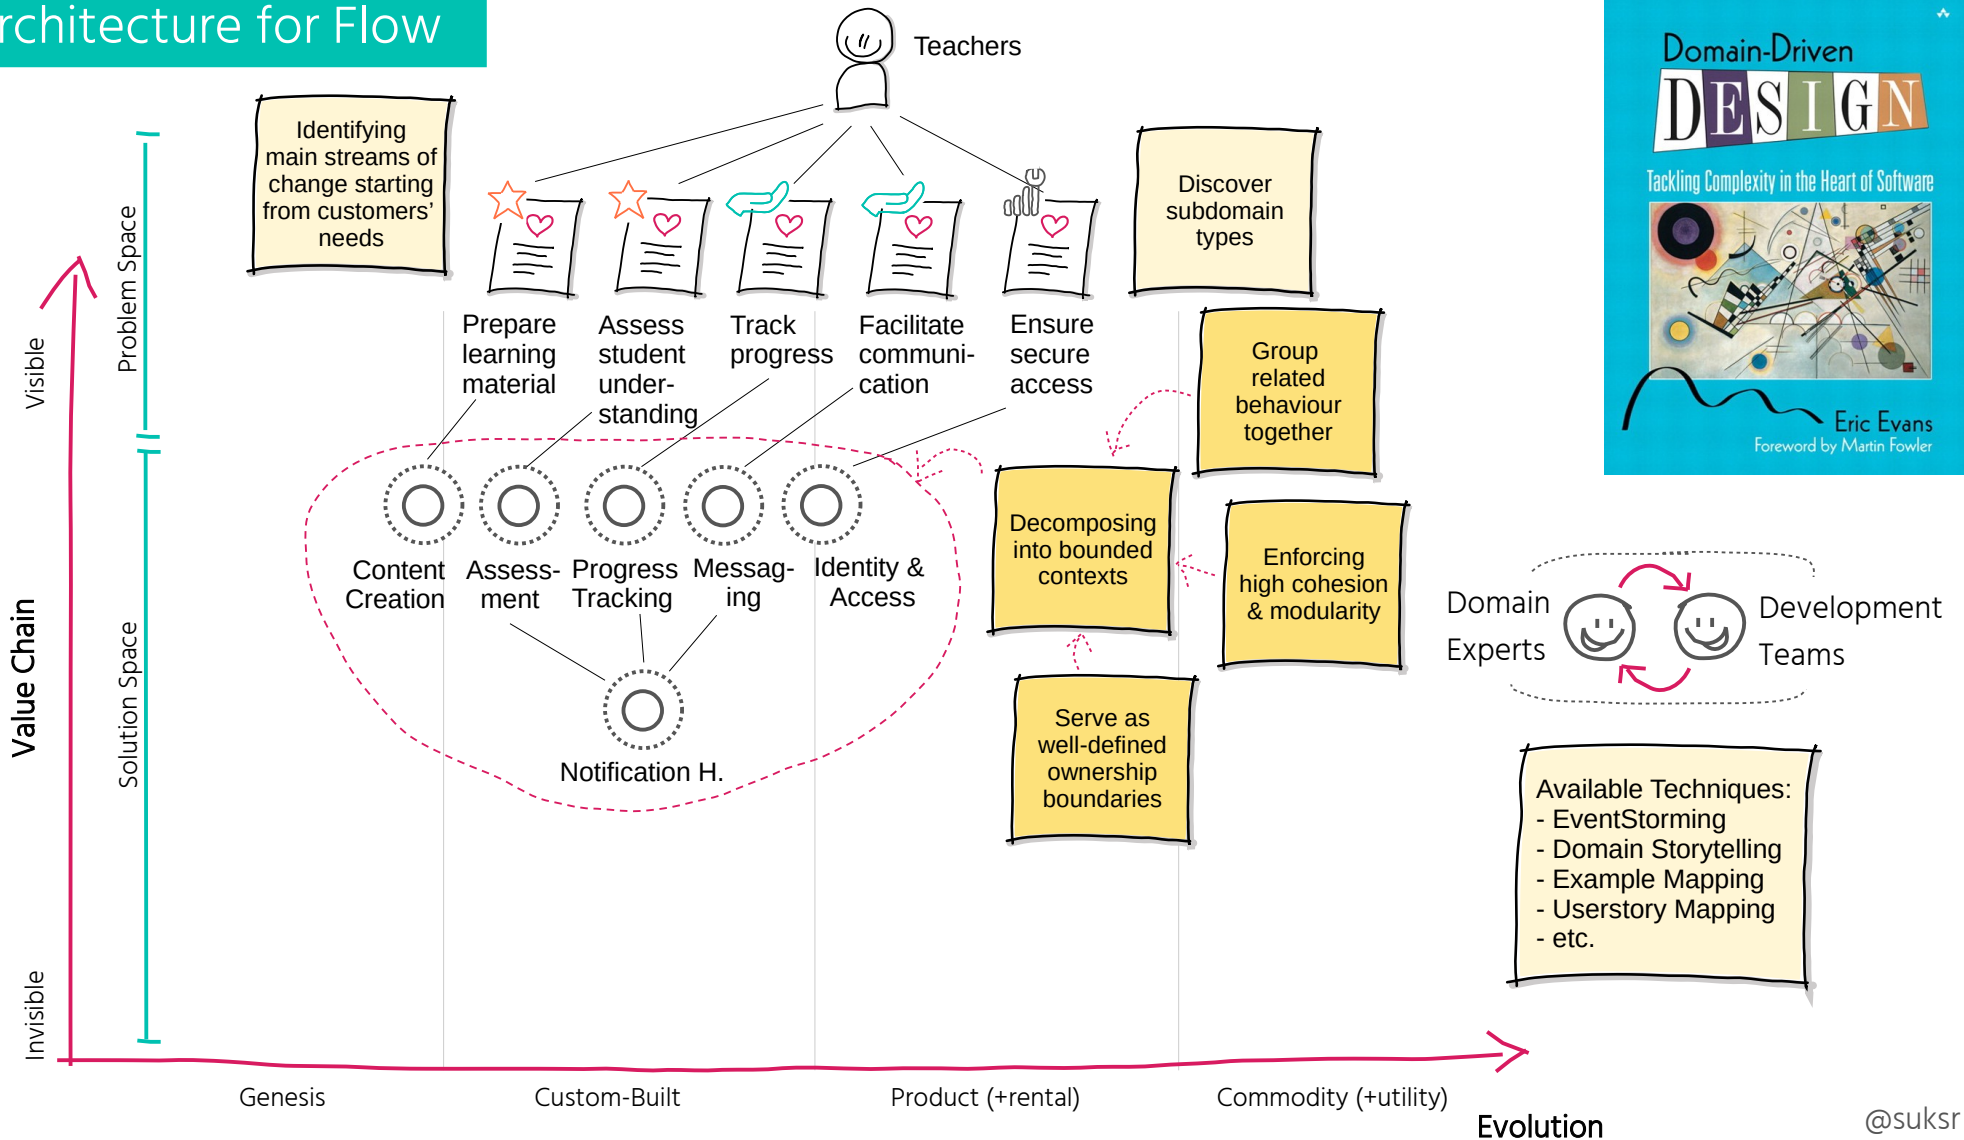 rchitecture for Flow
Teachers
Identifying
main streams of
change starting
from customers'
needs
Discover
subdomain
types
Domain-Driven
DESIGN
Tackling Complexity in the Heart of Software
Eric Evans
Foreword by Martin Fowler
Prepare
learning
material
Assess
student
under-
standing
Track
progress
Facilitate
communi-
cation
Ensure
secure
access
Group
related
behaviour
together
Decomposing
into bounded
contexts
Enforcing
high cohesion
& modularity
Serve as
well-defined
ownership
boundaries
Content
Creation
Assess-
ment
Progress
Tracking
Messag-
ing
Identity &
Access
Notification H.
Domain
Experts
Development
Teams
Available Techniques:
- EventStorming
- Domain Storytelling
- Example Mapping
- Userstory Mapping
- etc.
Value Chain
Visible
Invisible
Problem Space
Solution Space
Genesis
Custom-Built
Product (+rental)
Commodity (+utility)
Evolution
@suksr